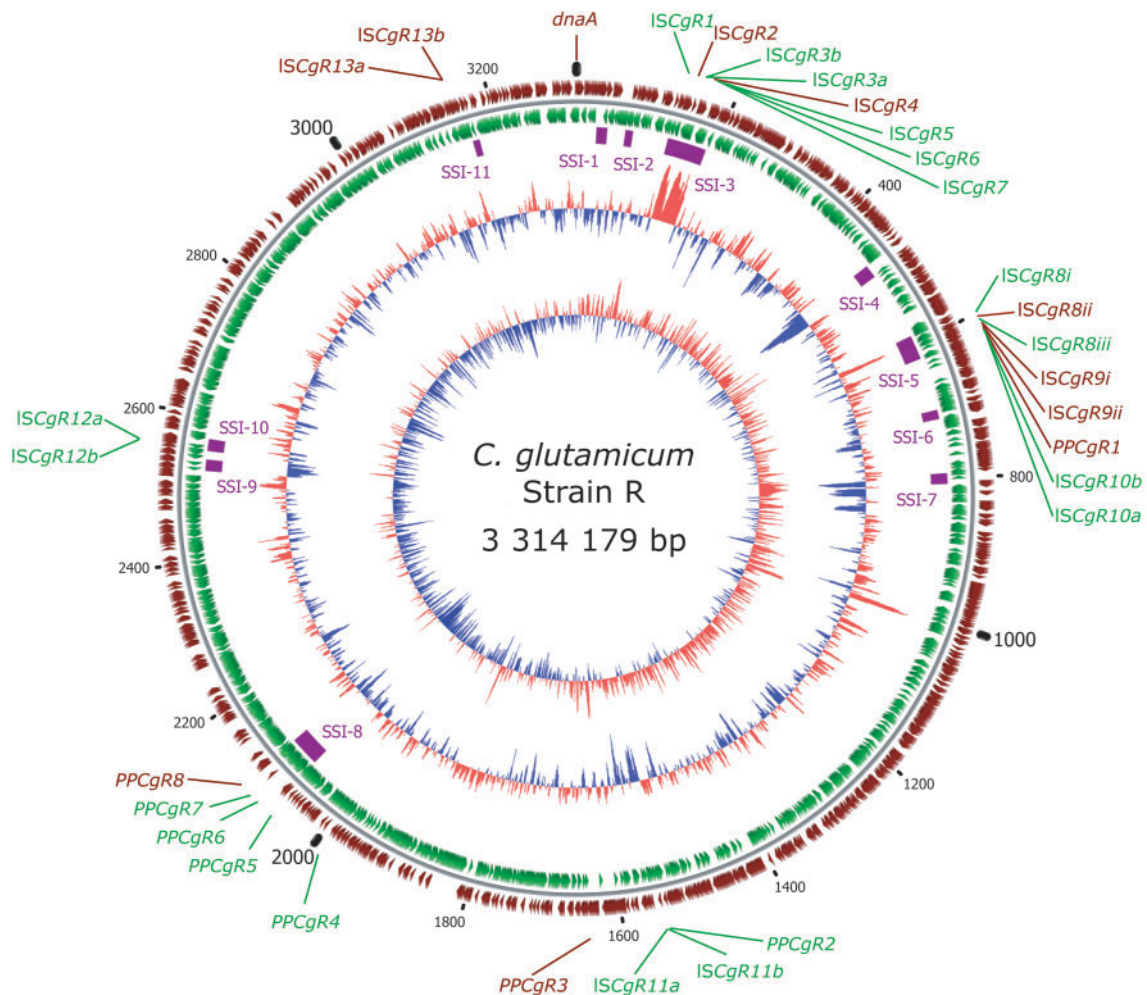 dnaA
ISCgR1
ISCgR2
ISCgR3b
ISCgR3a
ISCgR4
ISCgR5
ISCgR6
ISCgR7
ISCgR13b
ISCgR13a
3200
3000
2800
2600
2400
2200
2000
1800
1600
1400
1200
1000
800
400
SSI-1
SSI-2
SSI-3
SSI-4
SSI-5
SSI-6
SSI-7
SSI-8
SSI-9
SSI-10
SSI-11
ISCgR8i
ISCgR8ii
ISCgR8iii
ISCgR9i
ISCgR9ii
PPCgR1
ISCgR10b
ISCgR10a
ISCgR12a
ISCgR12b
C. glutamicum
Strain R
3 314 179 bp
PPCgR8
PPCgR7
PPCgR6
PPCgR5
PPCgR4
PPCgR3
ISCgR11a
ISCgR11b
PPCgR2